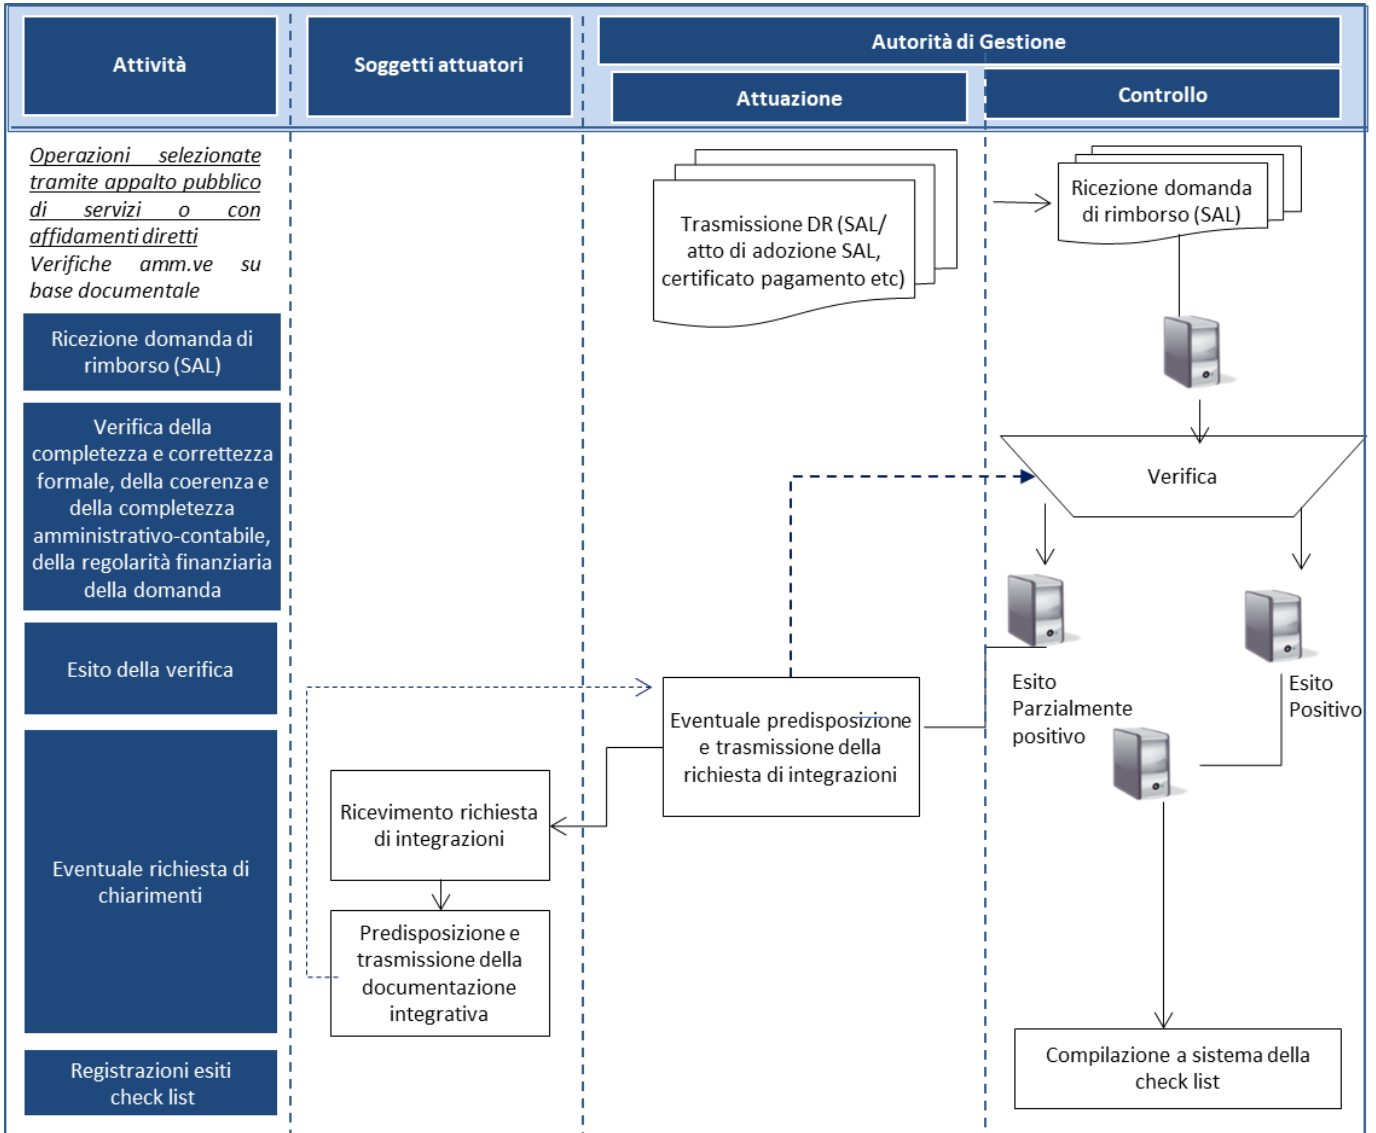 Attività
Soggetti attuatori
Autorità di Gestione
Attuazione
Controllo
Operazioni selezionate
tramite appalto pubblico
di servizi o con
affidamenti diretti
Verifiche amm.ve su
base documentale
Trasmissione DR (SAL/
atto di adozione SAL,
certificato pagamento etc)
Ricezione domanda
di rimborso (SAL)
Ricezione domanda di
rimborso (SAL)
Verifica della
completezza e correttezza
formale, della coerenza e
della completezza
amministrativo-contabile,
della regolarità finanziaria
della domanda
Verifica
Esito della verifica
Esito
Parzialmente
positivo
Esito
Positivo
Eventuale predisposizione
e trasmissione della
richiesta di integrazioni
Eventuale richiesta di
chiarimenti
Ricevimento richiesta
di integrazioni
Predisposizione e
trasmissione della
documentazione
integrativa
Registrazioni esiti
check list
Compilazione a sistema della
check list